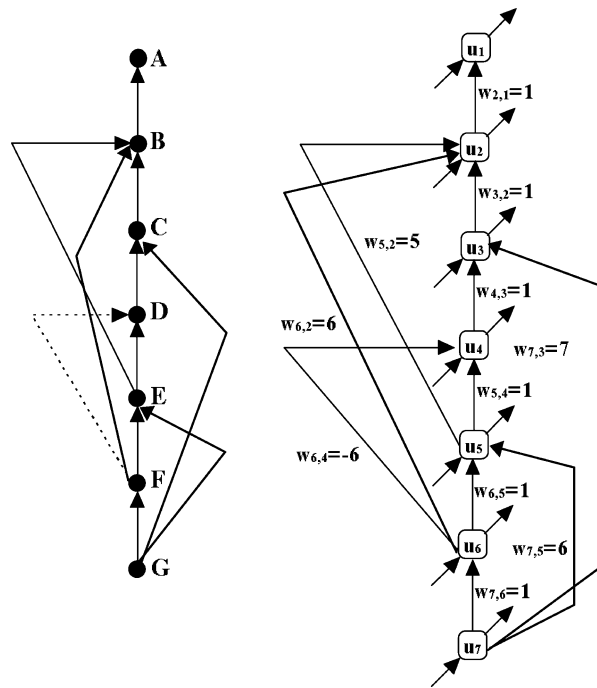 A
B
C
D
E
F
G
u1
w2,1=1
u2
w3,2=1
w5,2=5
u3
w4,3=1
w6,2=6
u4
w7,3=7
w5,4=1
u5
w6,4=-6
w6,5=1
u6
w7,5=6
w7,6=1
u7